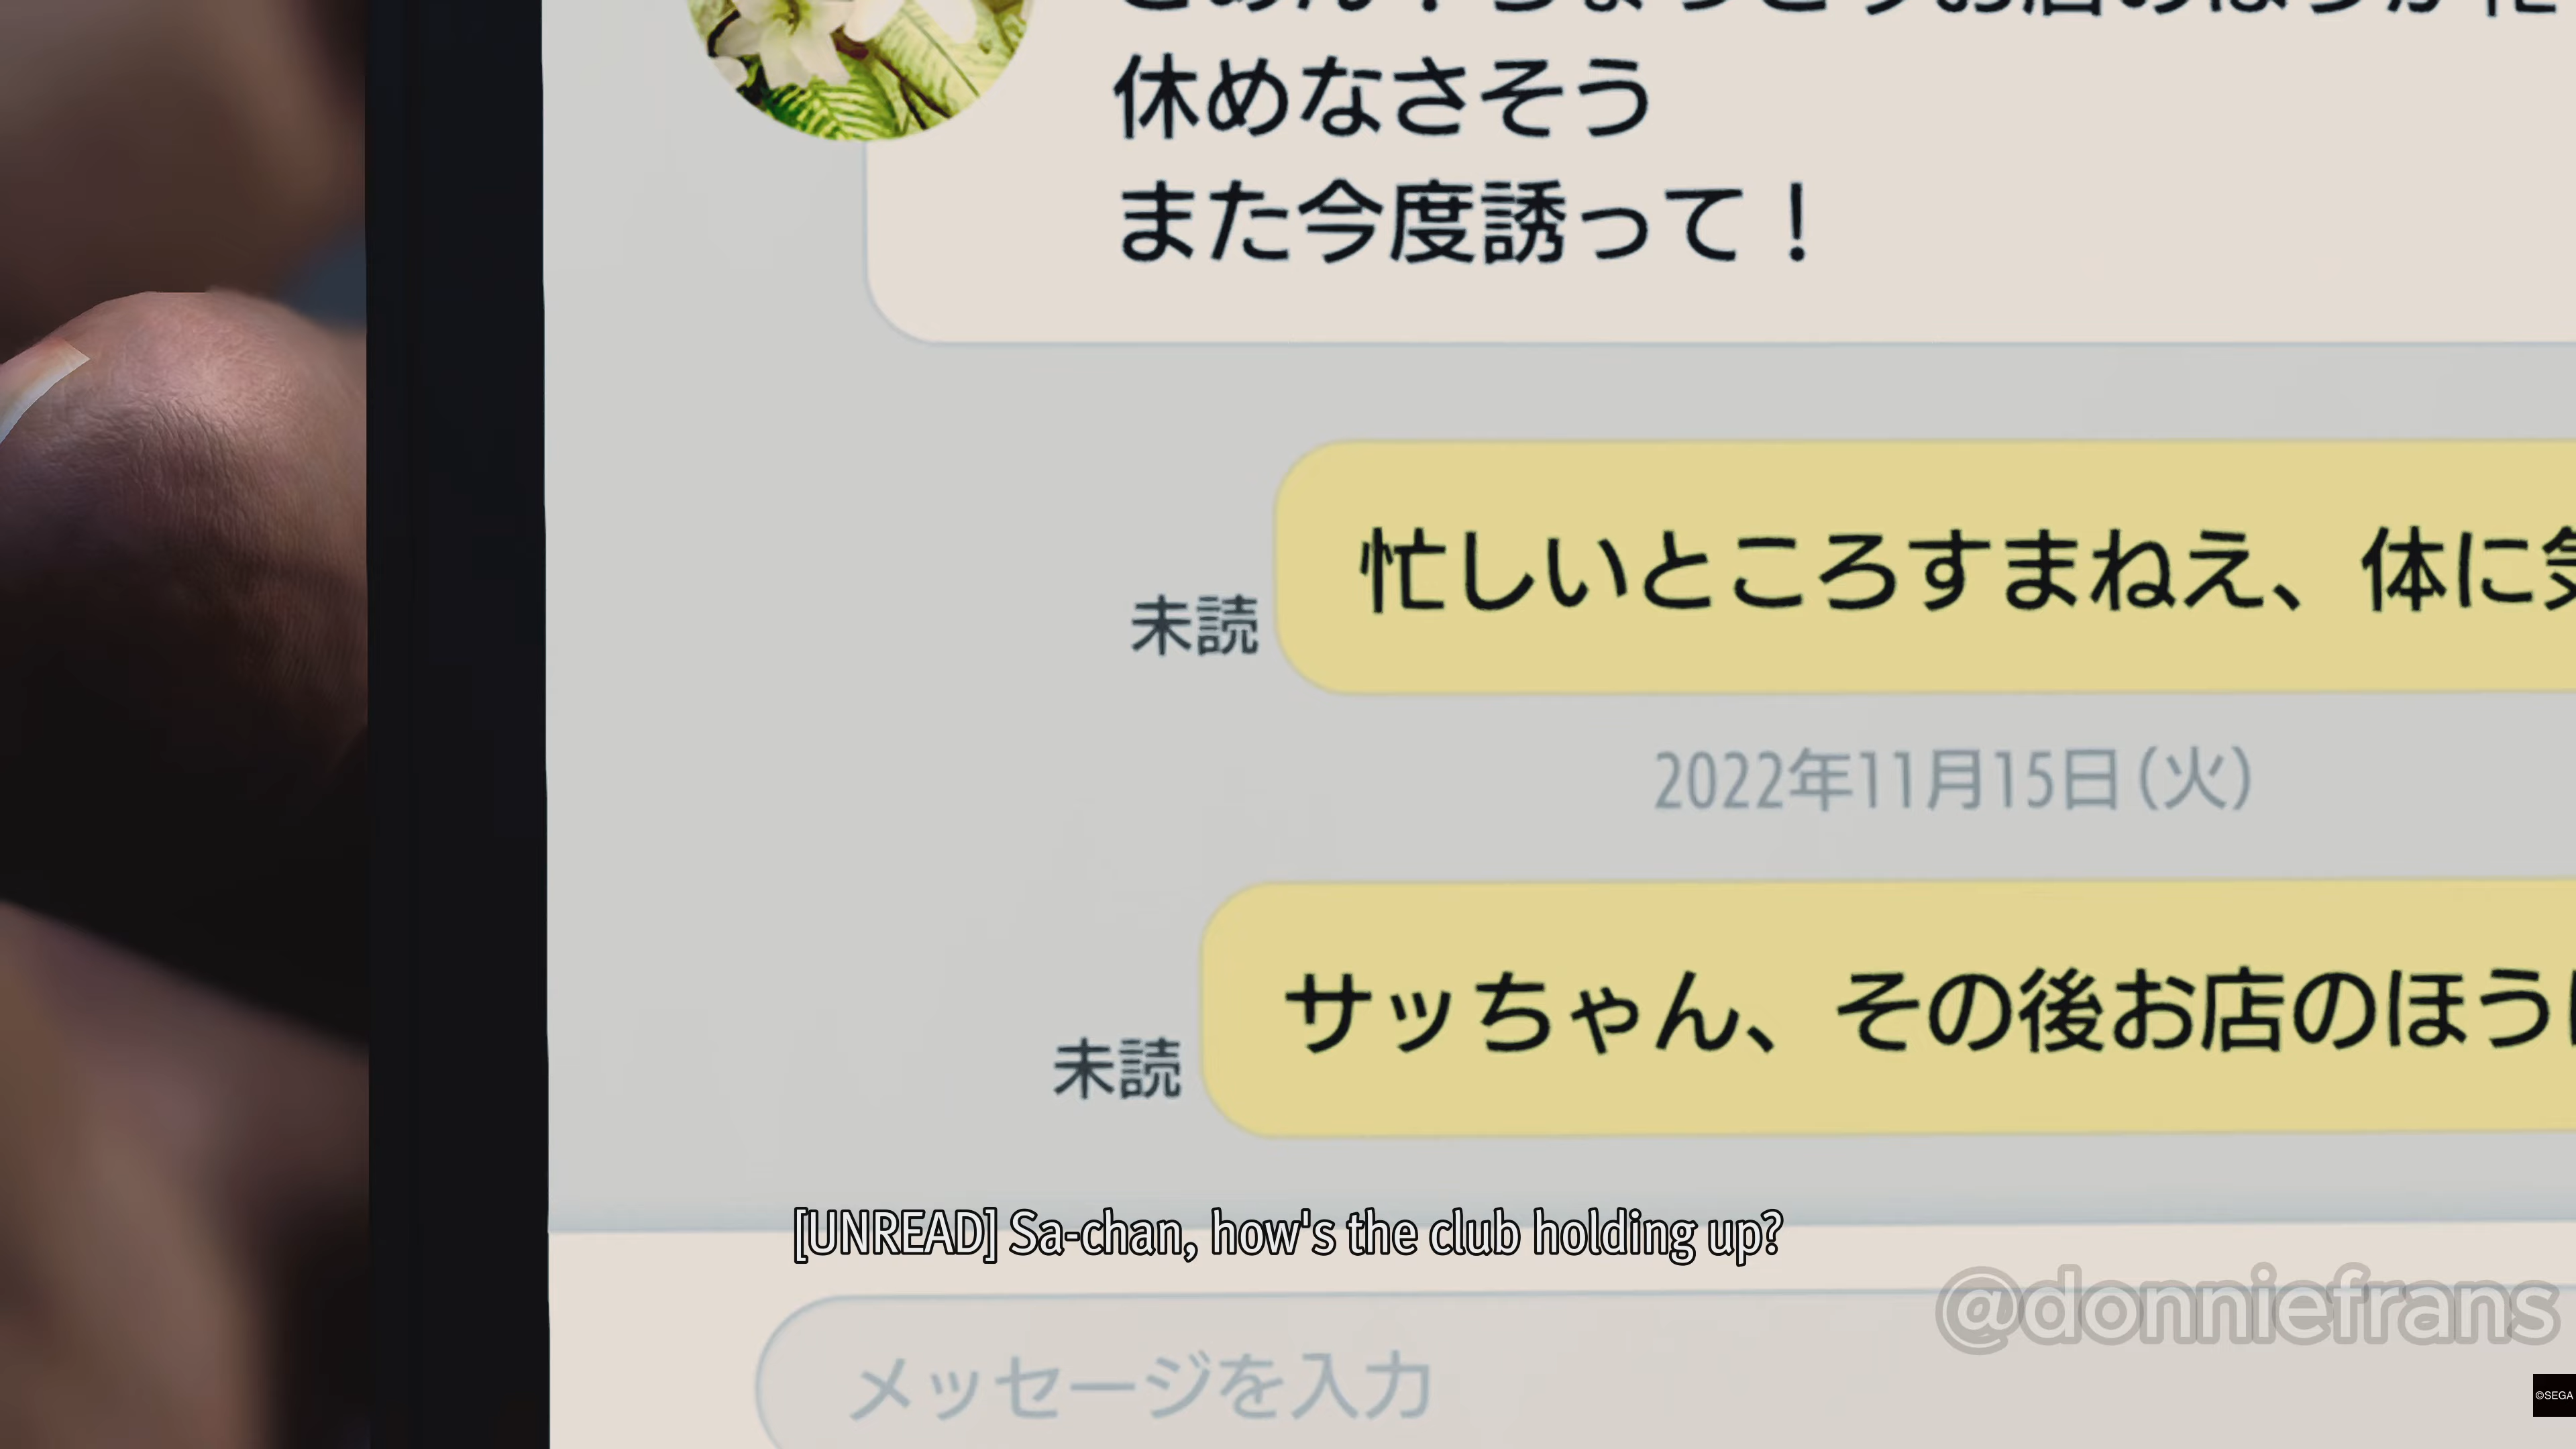 休めなさそう
また今度誘って！
忙しいところすまねえ、体に
未読
2022年11月15日(火)
サッちゃん、その後お店のほう
未読
[UNREAD] Sa-chan, how's the club holding up?
@donniefrans
メッセージを入力
©SEGA